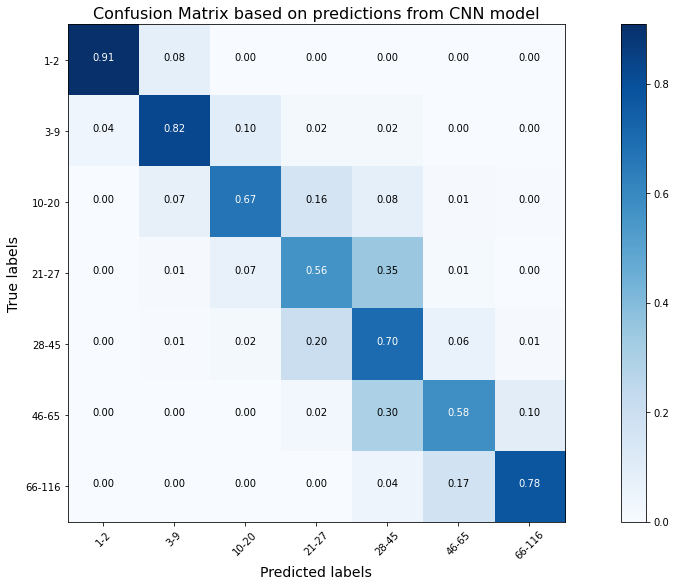 Confusion Matrix based on predictions from CNN model
True labels
1-2 0.91 0.08 0.00 0.00 0.00 0.00 0.00
3-9 0.04 0.82 0.10 0.02 0.02 0.00 0.00
10-20 0.00 0.07 0.67 0.16 0.08 0.01 0.00
21-27 0.00 0.01 0.07 0.56 0.35 0.01 0.00
28-45 0.00 0.01 0.02 0.20 0.70 0.06 0.01
46-65 0.00 0.00 0.00 0.02 0.30 0.58 0.10
66-116 0.00 0.00 0.00 0.00 0.04 0.17 0.78
1-2 3-9 10-20 21-27 28-45 46-65 66-116
Predicted labels
0.8
0.6
0.4
0.2
0.0